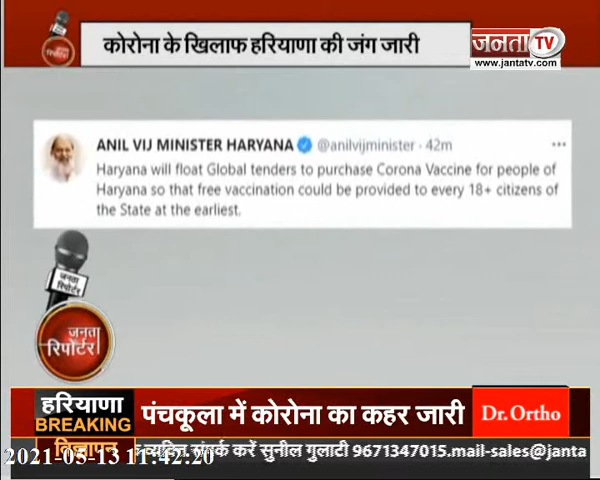 कोरोना के खिलाफ हरियाणा की जंग जारी
जनता TV
www.jantatv.com
ANIL VIJ MINISTER HARYANA @anilvijminister · 42m
Haryana will float Global tenders to purchase Corona Vaccine for people of
Haryana so that free vaccination could be provided to every 18+ citizens of
the State at the earliest.
जनता
रिपोर्टर
जनता
रिपोर्टर
हरियाणा
BREAKING
पंचकूला में कोरोना का कहर जारी
Dr. Ortho
विज्ञापन
व्यक्ति संपर्क करें सुनील गुलाटी 9671347015.mail-sales@janta
2021-05-13 11:42:20